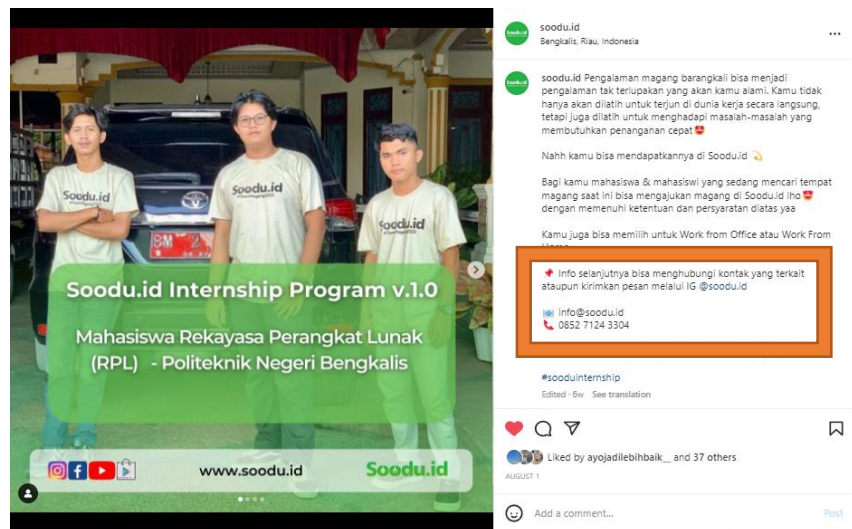 Soodu.id
Soodu.id
Soodu.id
BM 2
Soodu.id Internship Program v.1.0
Mahasiswa Rekayasa Perangkat Lunak
(RPL) - Politeknik Negeri Bengkalis
www.soodu.id
Soodu.id
soodu.id
Bengkalis, Riau, Indonesia
soodu.id Pengalaman magang barangkali bisa menjadi
pengalaman tak terlupakan yang akan kamu alami. Kamu tidak
hanya akan dilatih untuk terjun di dunia kerja secara langsung,
tetapi juga dilatih untuk menghadapi masalah-masalah yang
membutuhkan penanganan cepat 🤩
Nahh kamu bisa mendapatkannya di Soodu.id 💫
Bagi kamu mahasiswa & mahasiswi yang sedang mencari tempat
magang saat ini bisa mengajukan magang di Soodu.id lho 🤩
dengan memenuhi ketentuan dan persyaratan diatas yaa
Kamu juga bisa memilih untuk Work from Office atau Work From
📌 Info selanjutnya bisa menghubungi kontak yang terkait
ataupun kirimkan pesan melalui IG @soodu.id
📧 info@soodu.id
📞 0852 7124 3304
#sooduinternship
Edited · 6w See translation
Liked by ayojadilebihbaik__ and 37 others
AUGUST 1
Add a comment...
Post